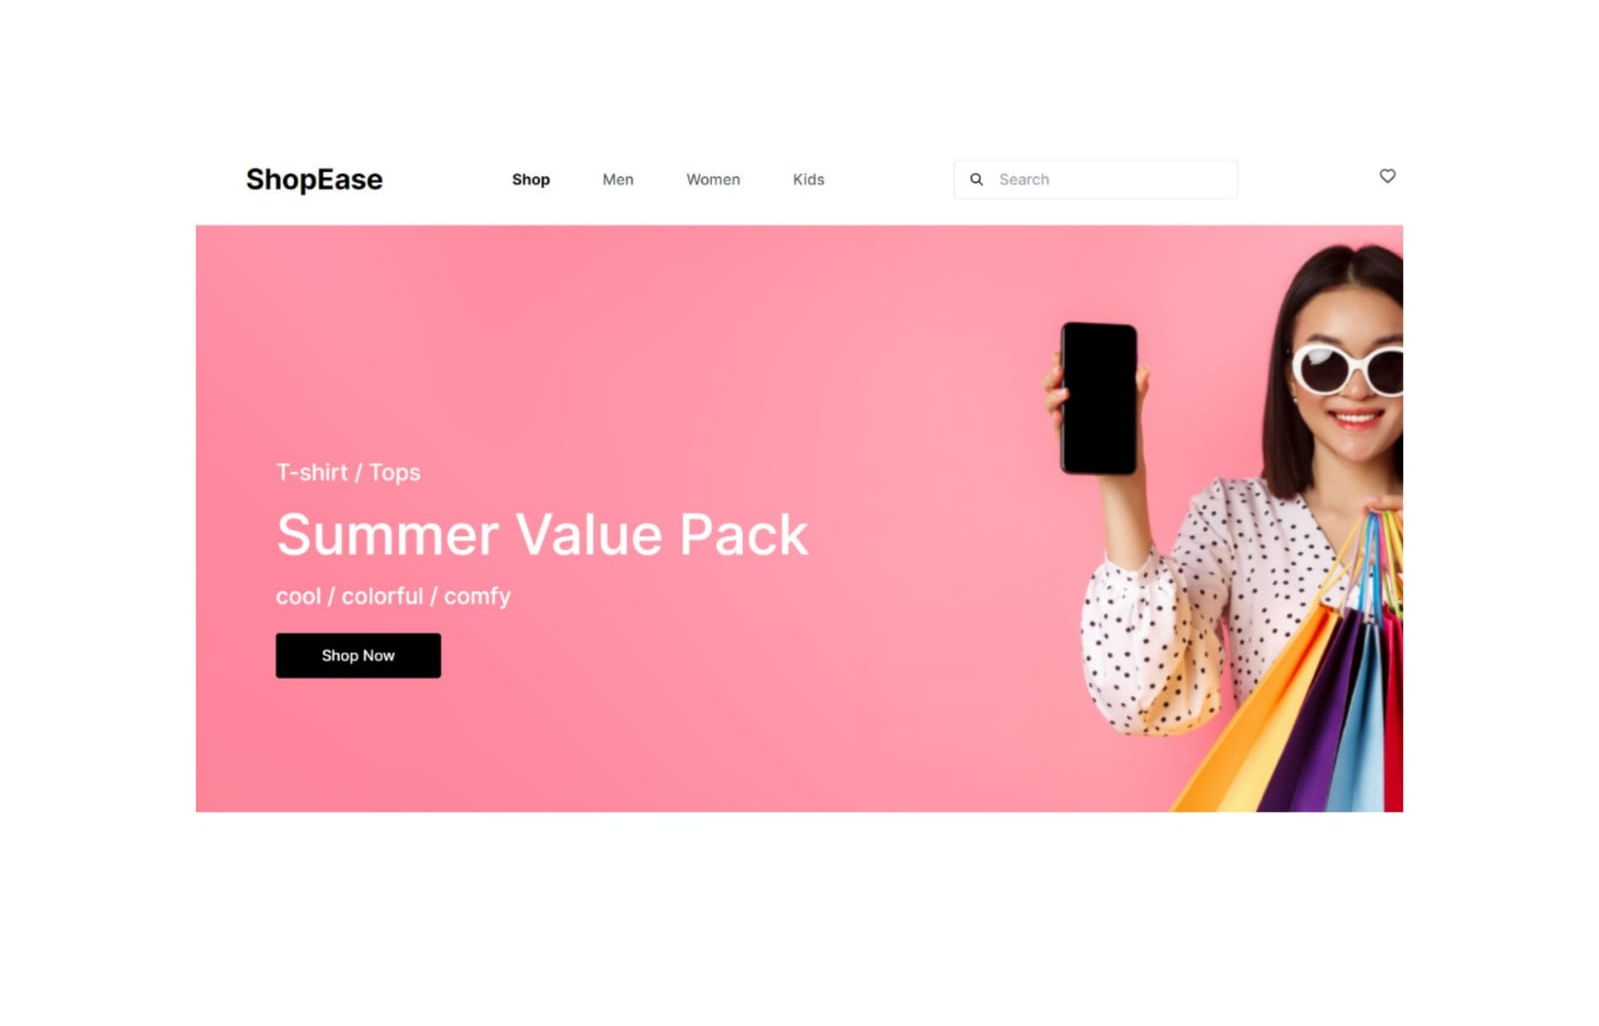 ShopEase
Shop Men Women Kids
Search
T-shirt / Tops
Summer Value Pack
cool / colorful / comfy
Shop Now